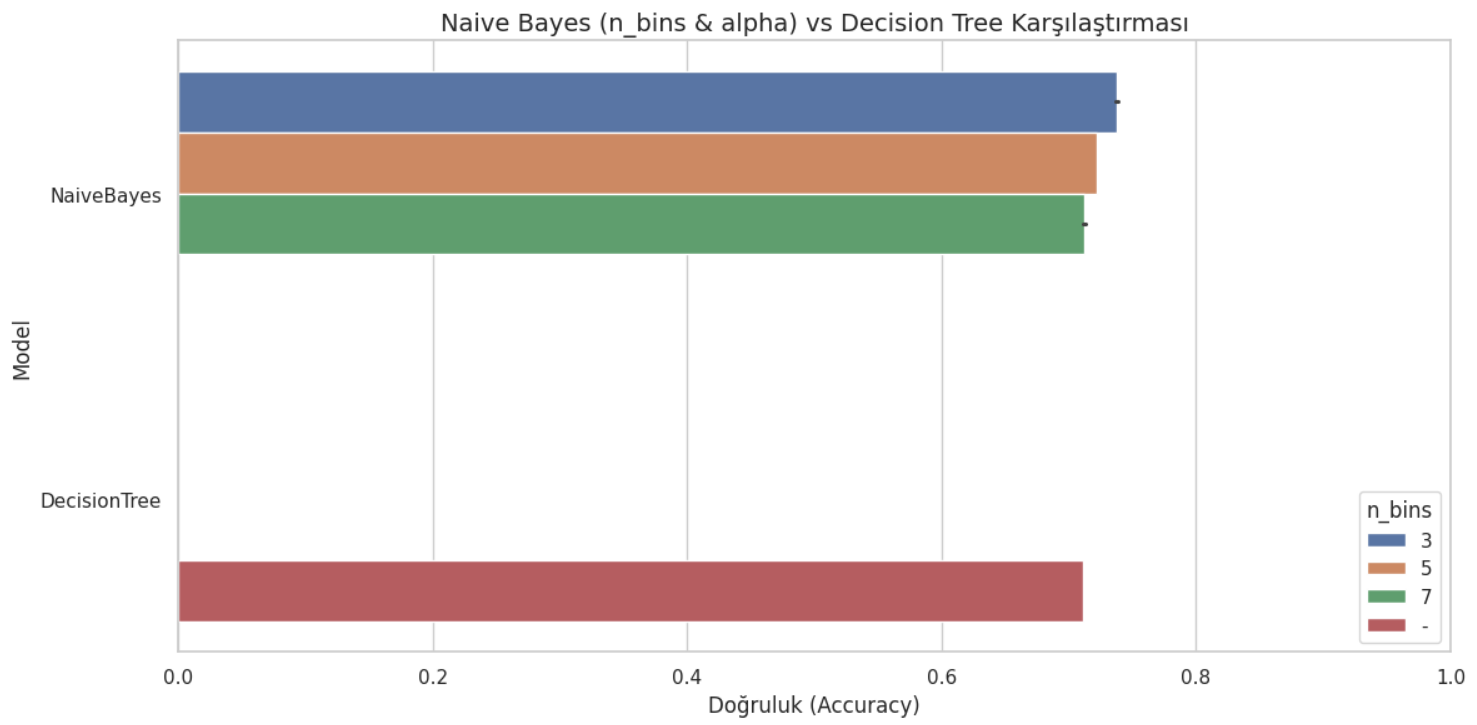 Naive Bayes (n_bins & alpha) vs Decision Tree Karşılaştırması
NaiveBayes
Model
DecisionTree
n_bins
3
5
7
-
0.0 0.2 0.4 0.6 0.8 1.0
Doğruluk (Accuracy)